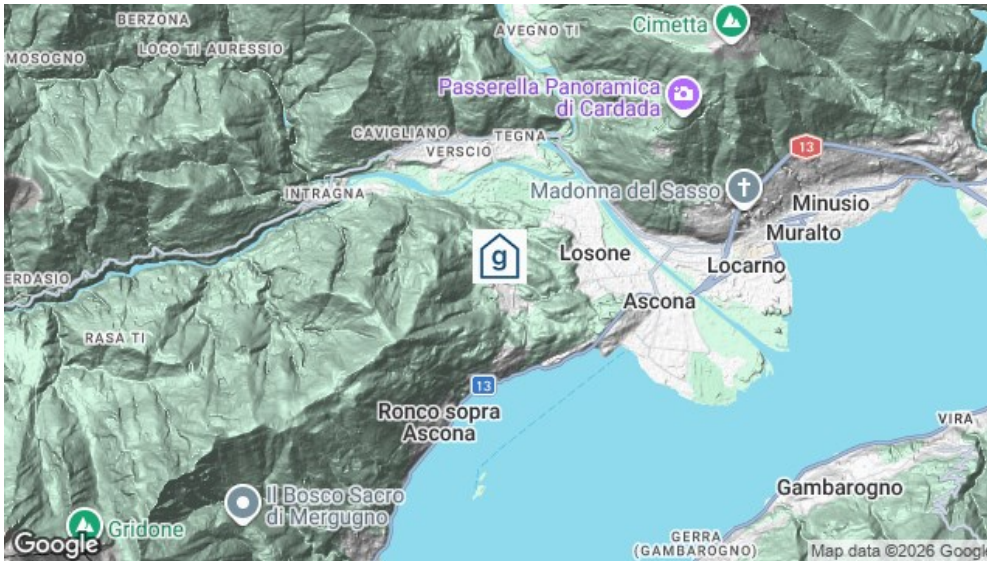 BERZONA
Cimetta
AVEGNO TI
LOCO TI AURESSIO
MOSOGNO
Passerella Panoramica
di Cardada
CAVIGLIANO
TEGNA
VERSCIO
13
INTRAGNA
Madonna del Sasso
Minusio
Muralto
g
Losone
Locarno
ERDASIO
Ascona
RASA TI
13
Ronco sopra
Ascona
VIRA
Gambarogno
Il Bosco Sacro
di Mergugno
Gridone
GERRA
(GAMBAROGNO)
Google
Map data ©2026 Google